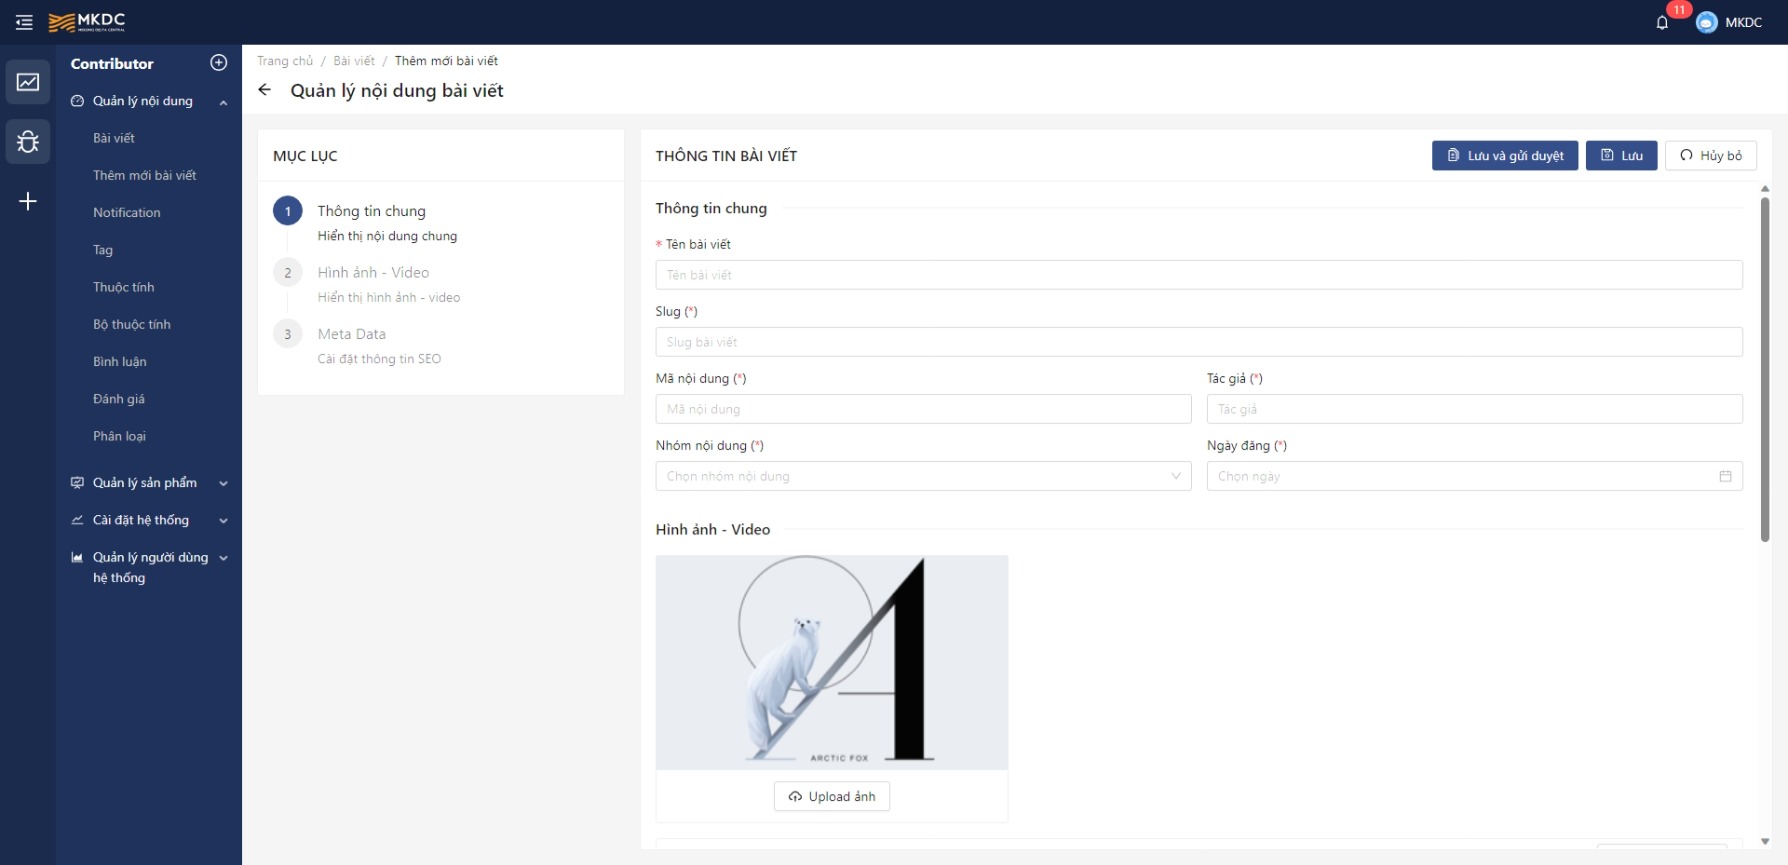 MKDC
MEKONG DELTA CENTRAL
11
MKDC
Contributor
Quản lý nội dung
Bài viết
Thêm mới bài viết
Notification
Tag
Thuộc tính
Bộ thuộc tính
Bình luận
Đánh giá
Phân loại
Quản lý sản phẩm
Cài đặt hệ thống
Quản lý người dùng
hệ thống
Trang chủ / Bài viết / Thêm mới bài viết
Quản lý nội dung bài viết
MỤC LỤC
1 Thông tin chung
Hiển thị nội dung chung
2 Hình ảnh - Video
Hiển thị hình ảnh - video
3 Meta Data
Cài đặt thông tin SEO
THÔNG TIN BÀI VIẾT
Lưu và gửi duyệt Lưu Hủy bỏ
Thông tin chung
* Tên bài viết
Tên bài viết
Slug (*)
Slug bài viết
Mã nội dung (*) Tác giả (*)
Mã nội dung Tác giả
Nhóm nội dung (*) Ngày đăng (*)
Chọn nhóm nội dung Chọn ngày
Hình ảnh - Video
A
ARCTIC FOX
Upload ảnh